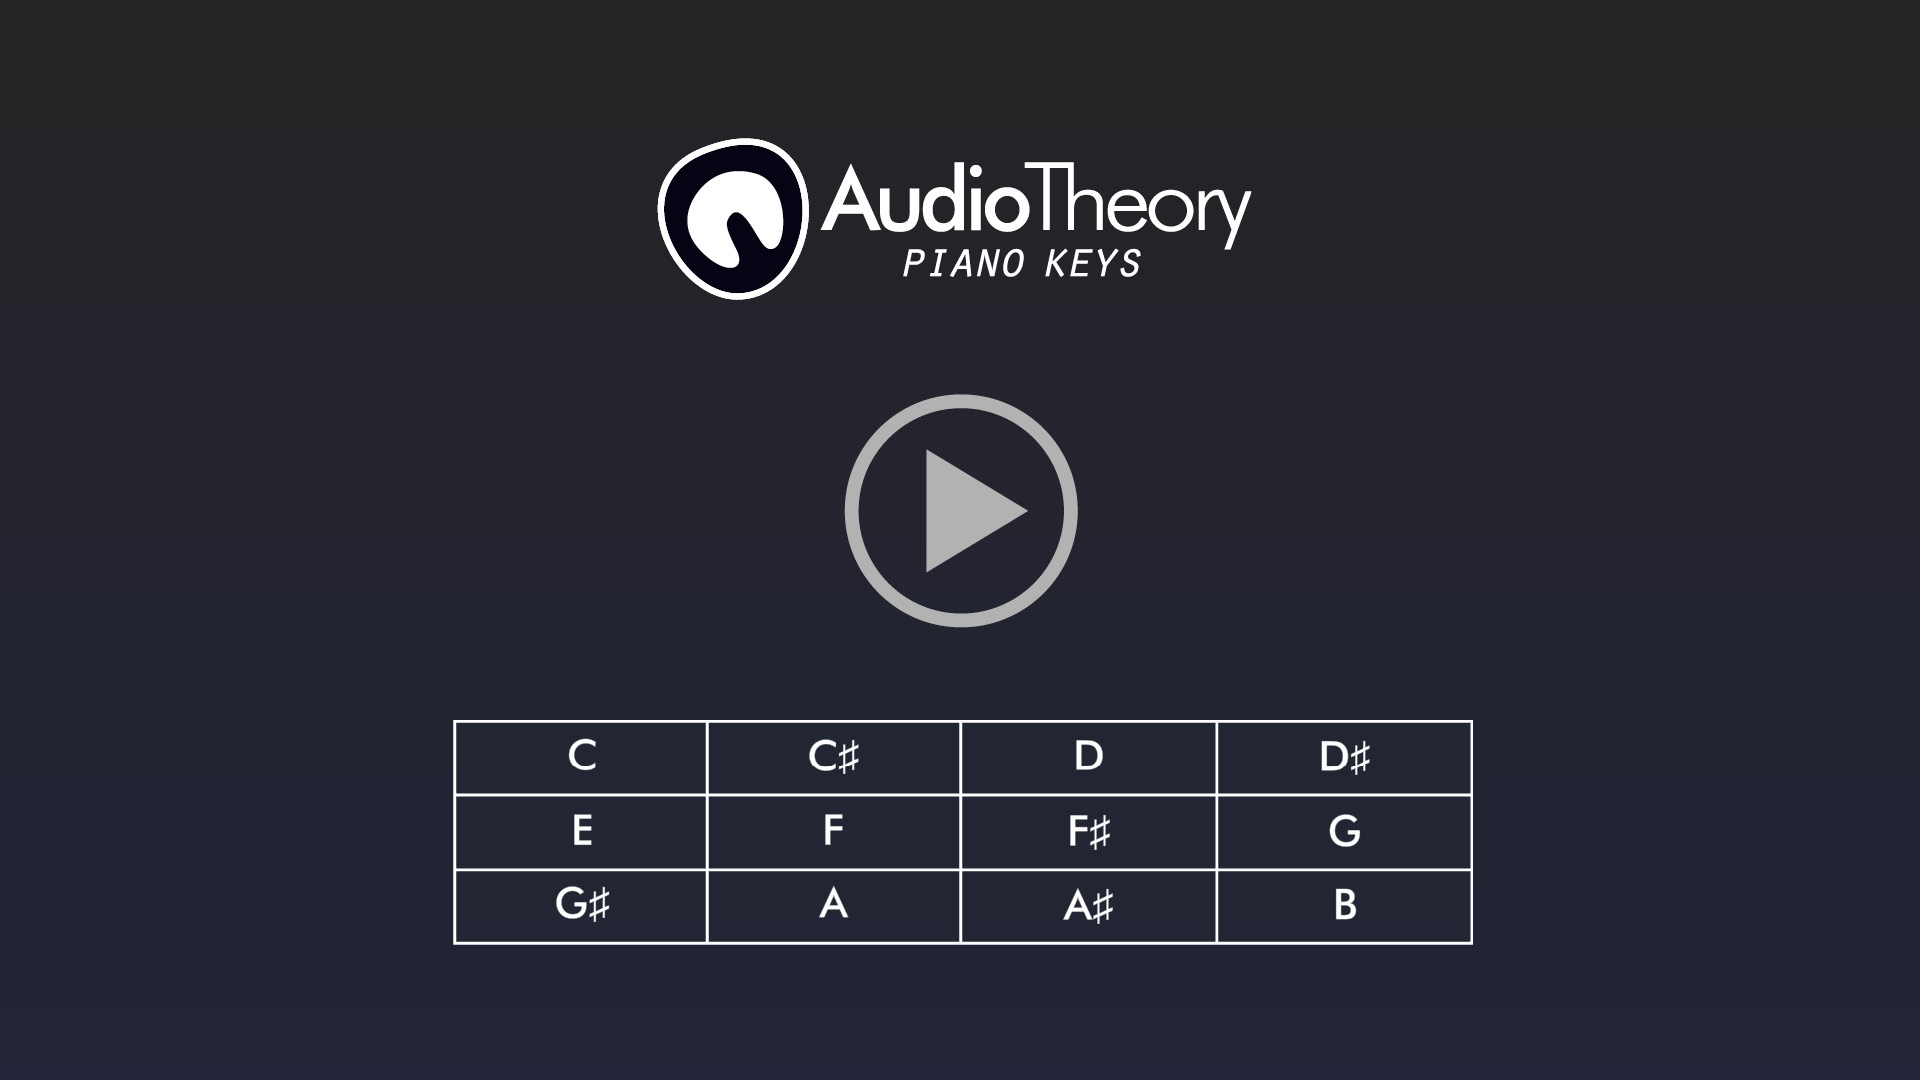 AudioTheory
PIANO KEYS
C C♯ D D♯
E F F♯ G
G♯ A A♯ B